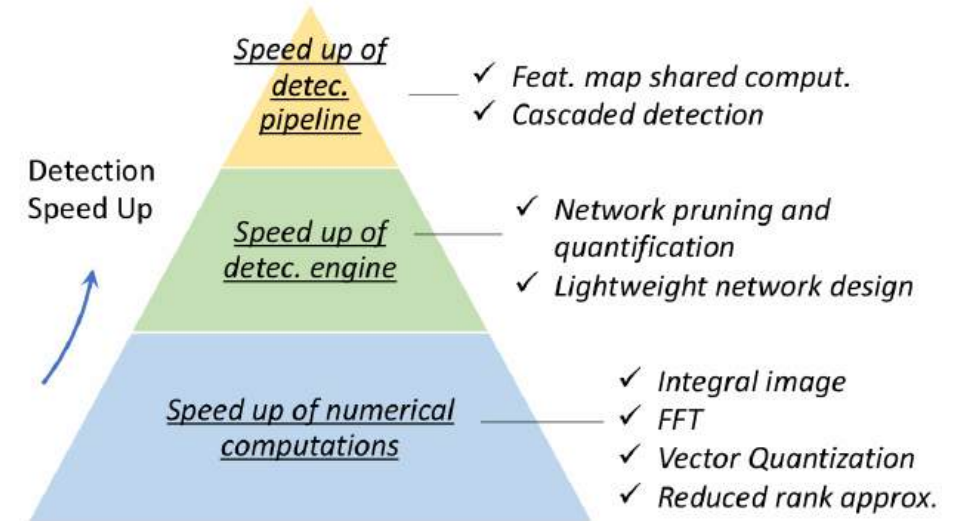 Speed up of
detec.
pipeline
✓ Feat. map shared comput.
✓ Cascaded detection
Detection
Speed Up
Speed up of
detec. engine
✓ Network pruning and
quantification
✓ Lightweight network design
Speed up of numerical
computations
✓ Integral image
✓ FFT
✓ Vector Quantization
✓ Reduced rank approx.